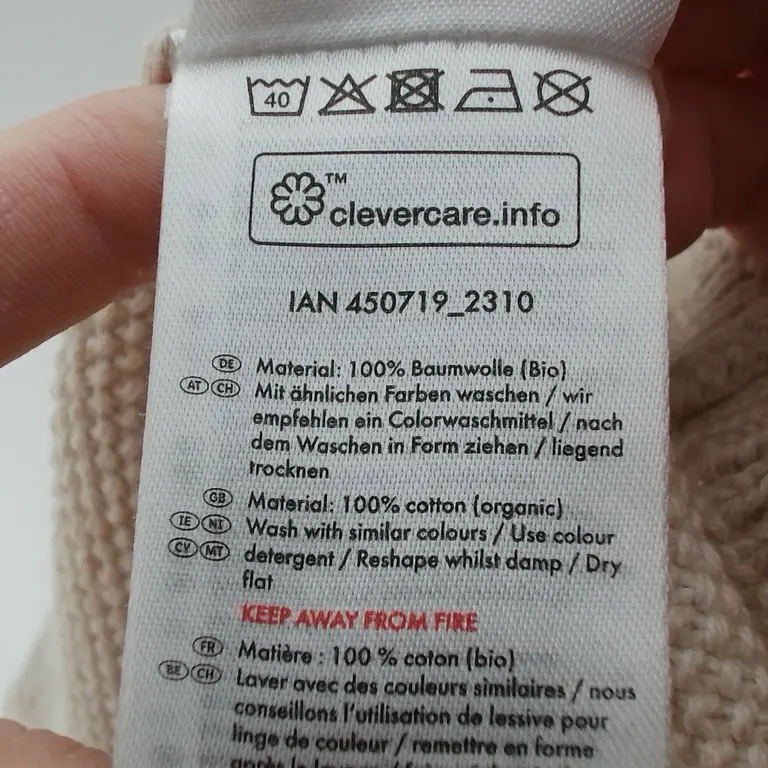 40
TM
clevercare.info
IAN 450719_2310
DE Material: 100% Baumwolle (Bio)
AT CH Mit ähnlichen Farben waschen / wir
empfehlen ein Colorwaschmittel / nach
dem Waschen in Form ziehen / liegend
trocknen
GB Material: 100% cotton (organic)
IE NI Wash with similar colours / Use colour
CY MT detergent / Reshape whilst damp / Dry
flat
KEEP AWAY FROM FIRE
FR Matière : 100 % coton (bio)
BE CH Laver avec des couleurs similaires / nous
conseillons l'utilisation de lessive pour
linge de couleur / remettre en forme
après le